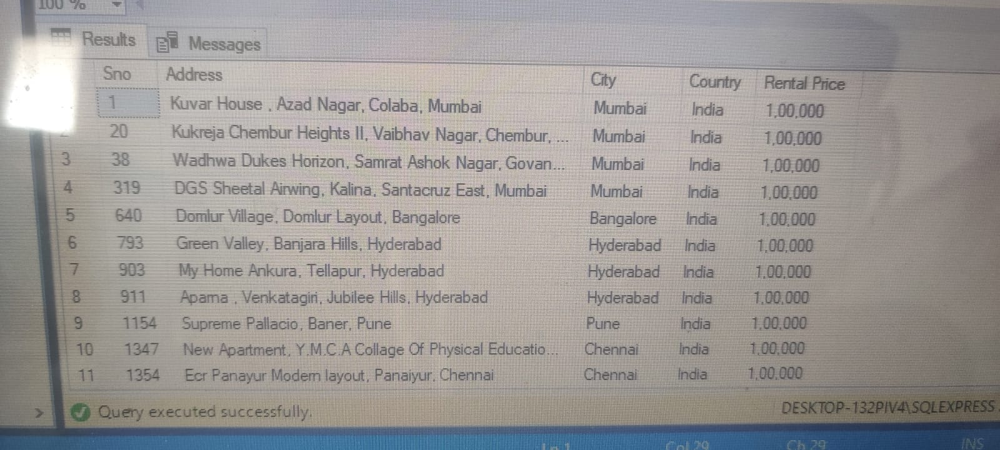 100 %
Results Messages
Sno Address City Country Rental Price
1 Kuvar House , Azad Nagar, Colaba, Mumbai Mumbai India 1,00,000
2 20 Kukreja Chembur Heights II, Vaibhav Nagar, Chembur, ... Mumbai India 1,00,000
3 38 Wadhwa Dukes Horizon, Samrat Ashok Nagar, Govan... Mumbai India 1,00,000
4 319 DGS Sheetal Airwing, Kalina, Santacruz East, Mumbai Mumbai India 1,00,000
5 640 Domlur Village, Domlur Layout, Bangalore Bangalore India 1,00,000
6 793 Green Valley, Banjara Hills, Hyderabad Hyderabad India 1,00,000
7 903 My Home Ankura, Tellapur, Hyderabad Hyderabad India 1,00,000
8 911 Aparna , Venkatagiri, Jubilee Hills, Hyderabad Hyderabad India 1,00,000
9 1154 Supreme Pallacio, Baner, Pune Pune India 1,00,000
10 1347 New Apartment, Y.M.C.A Collage Of Physical Educatio... Chennai India 1,00,000
11 1354 Ecr Panayur Modern layout, Panaiyur, Chennai Chennai India 1,00,000
Query executed successfully. DESKTOP-132PIV4\SQLEXPRESS
Ln 1 Col 29 Ch 29 INS